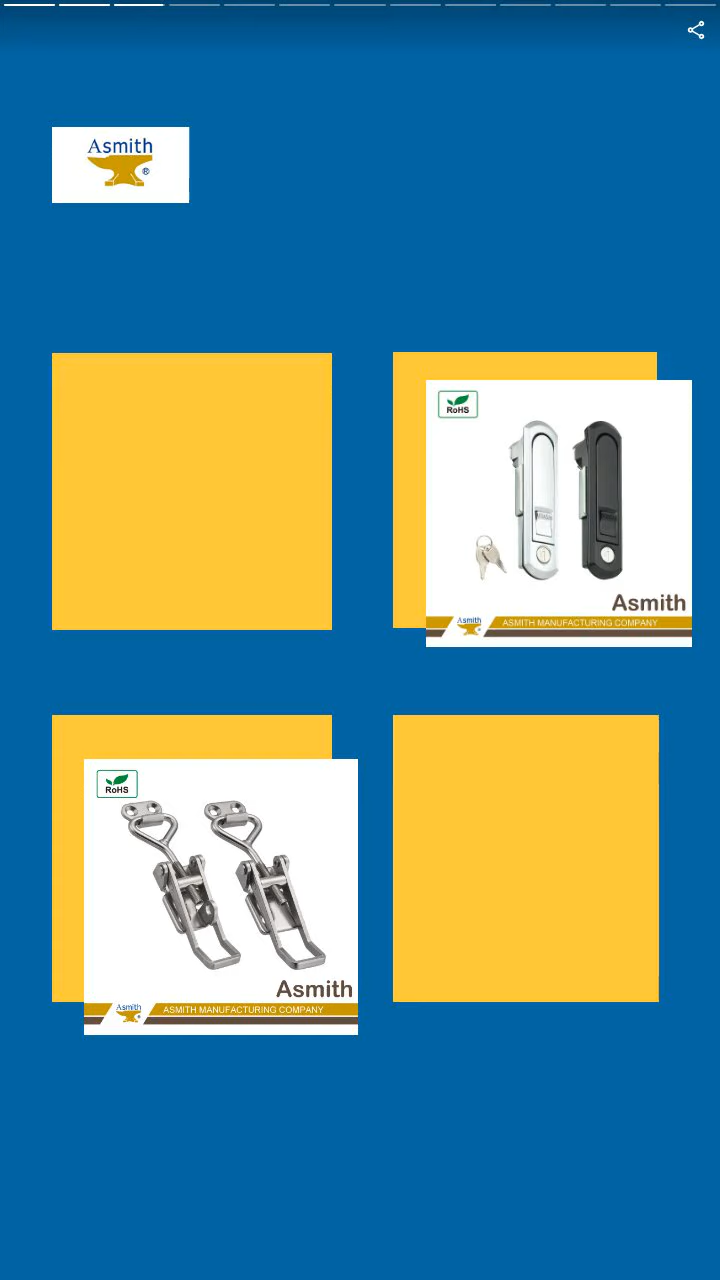 Asmith
®
RoHS
Asmith
Asmith
ASMITH MANUFACTURING COMPANY
RoHS
Asmith
Asmith
ASMITH MANUFACTURING COMPANY